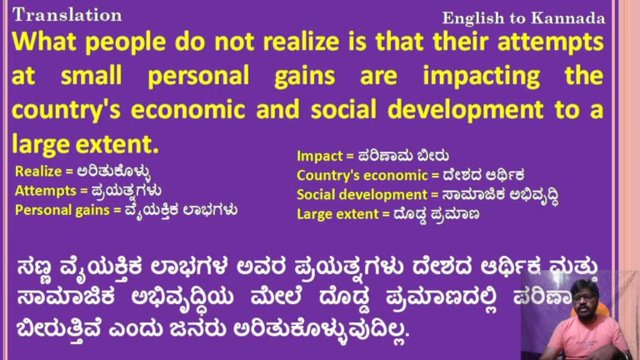 Translation English to Kannada
What people do not realize is that their attempts
at small personal gains are impacting the
country's economic and social development to a
large extent.
Realize = ಅರಿತುಕೊಳ್ಳು
Attempts = ಪ್ರಯತ್ನಗಳು
Personal gains = ವೈಯಕ್ತಿಕ ಲಾಭಗಳು
Impact = ಪರಿಣಾಮ ಬೀರು
Country's economic = ದೇಶದ ಆರ್ಥಿಕ
Social development = ಸಾಮಾಜಿಕ ಅಭಿವೃದ್ಧಿ
Large extent = ದೊಡ್ಡ ಪ್ರಮಾಣ
ಸಣ್ಣ ವೈಯಕ್ತಿಕ ಲಾಭಗಳ ಅವರ ಪ್ರಯತ್ನಗಳು ದೇಶದ ಆರ್ಥಿಕ ಮತ್ತು
ಸಾಮಾಜಿಕ ಅಭಿವೃದ್ಧಿಯ ಮೇಲೆ ದೊಡ್ಡ ಪ್ರಮಾಣದಲ್ಲಿ
ಬೀರುತ್ತಿವೆ ಎಂದು ಜನರು ಅರಿತುಕೊಳ್ಳುವುದಿಲ್ಲ.